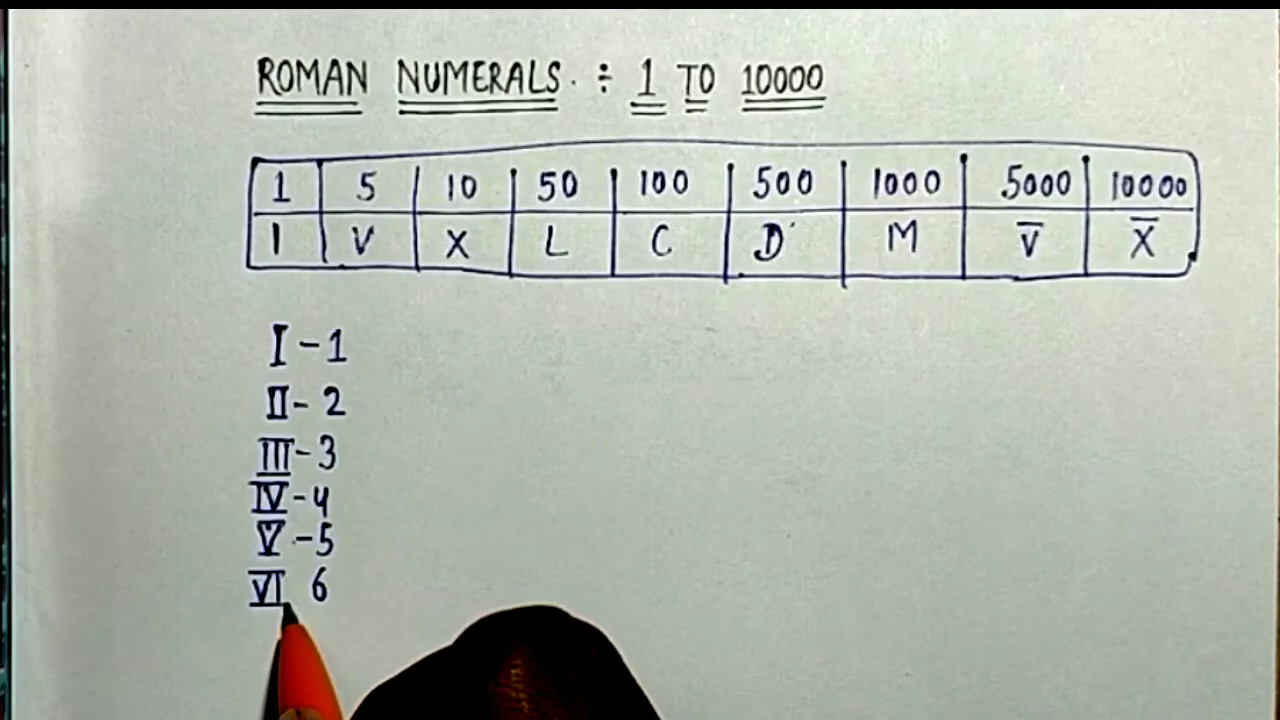 ROMAN NUMERALS. ÷ 1 TO 10000
1 5 10 50 100 500 1000 5000 10000
I V X L C D M V̅ X̅
I - 1
II - 2
III - 3
IV - 4
V - 5
VI 6